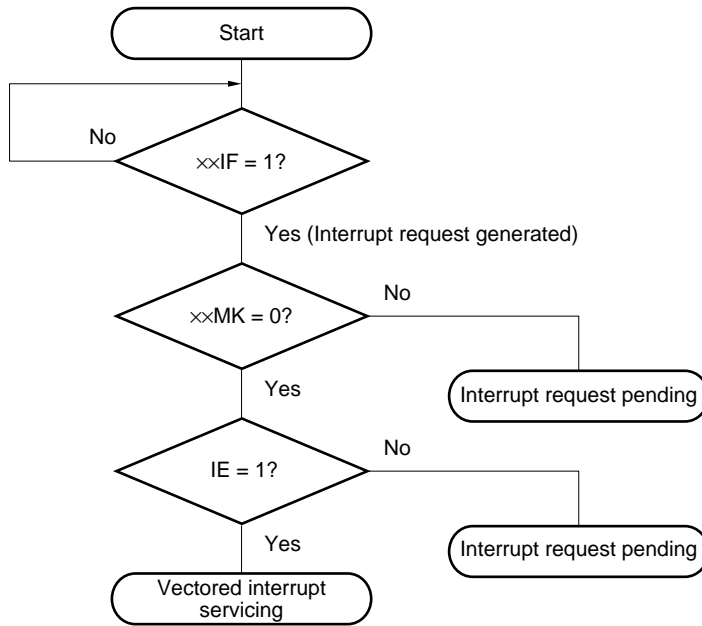 Start
No
××IF = 1?
Yes (Interrupt request generated)
No
××MK = 0?
Yes
Interrupt request pending
No
IE = 1?
Yes
Interrupt request pending
Vectored interrupt
servicing